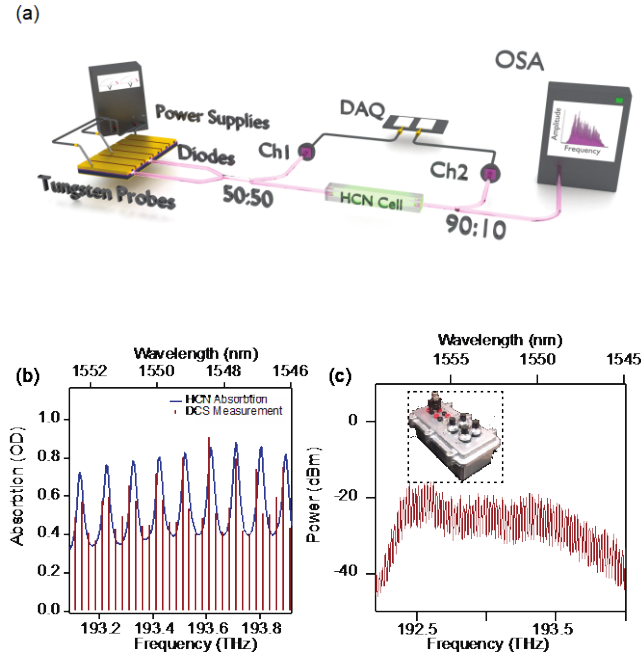 (a)
OSA
DAQ
Amplitude
Power Supplies
Frequency
Diodes
Ch1
Ch2
Tungsten Probes
50:50
HCN Cell
90:10
Wavelength (nm)
1552 1550 1548 1546
(b)
HCN Absorbtion
DCS Measurement
Absorption (OD)
1.0
0.8
0.6
0.4
0.2
0.0
193.2 193.4 193.6 193.8
Frequency (THz)
Wavelength (nm)
1555 1550 1545
(c)
Power (dBm)
0
-20
-40
192.5 193.5
Frequency (THz)